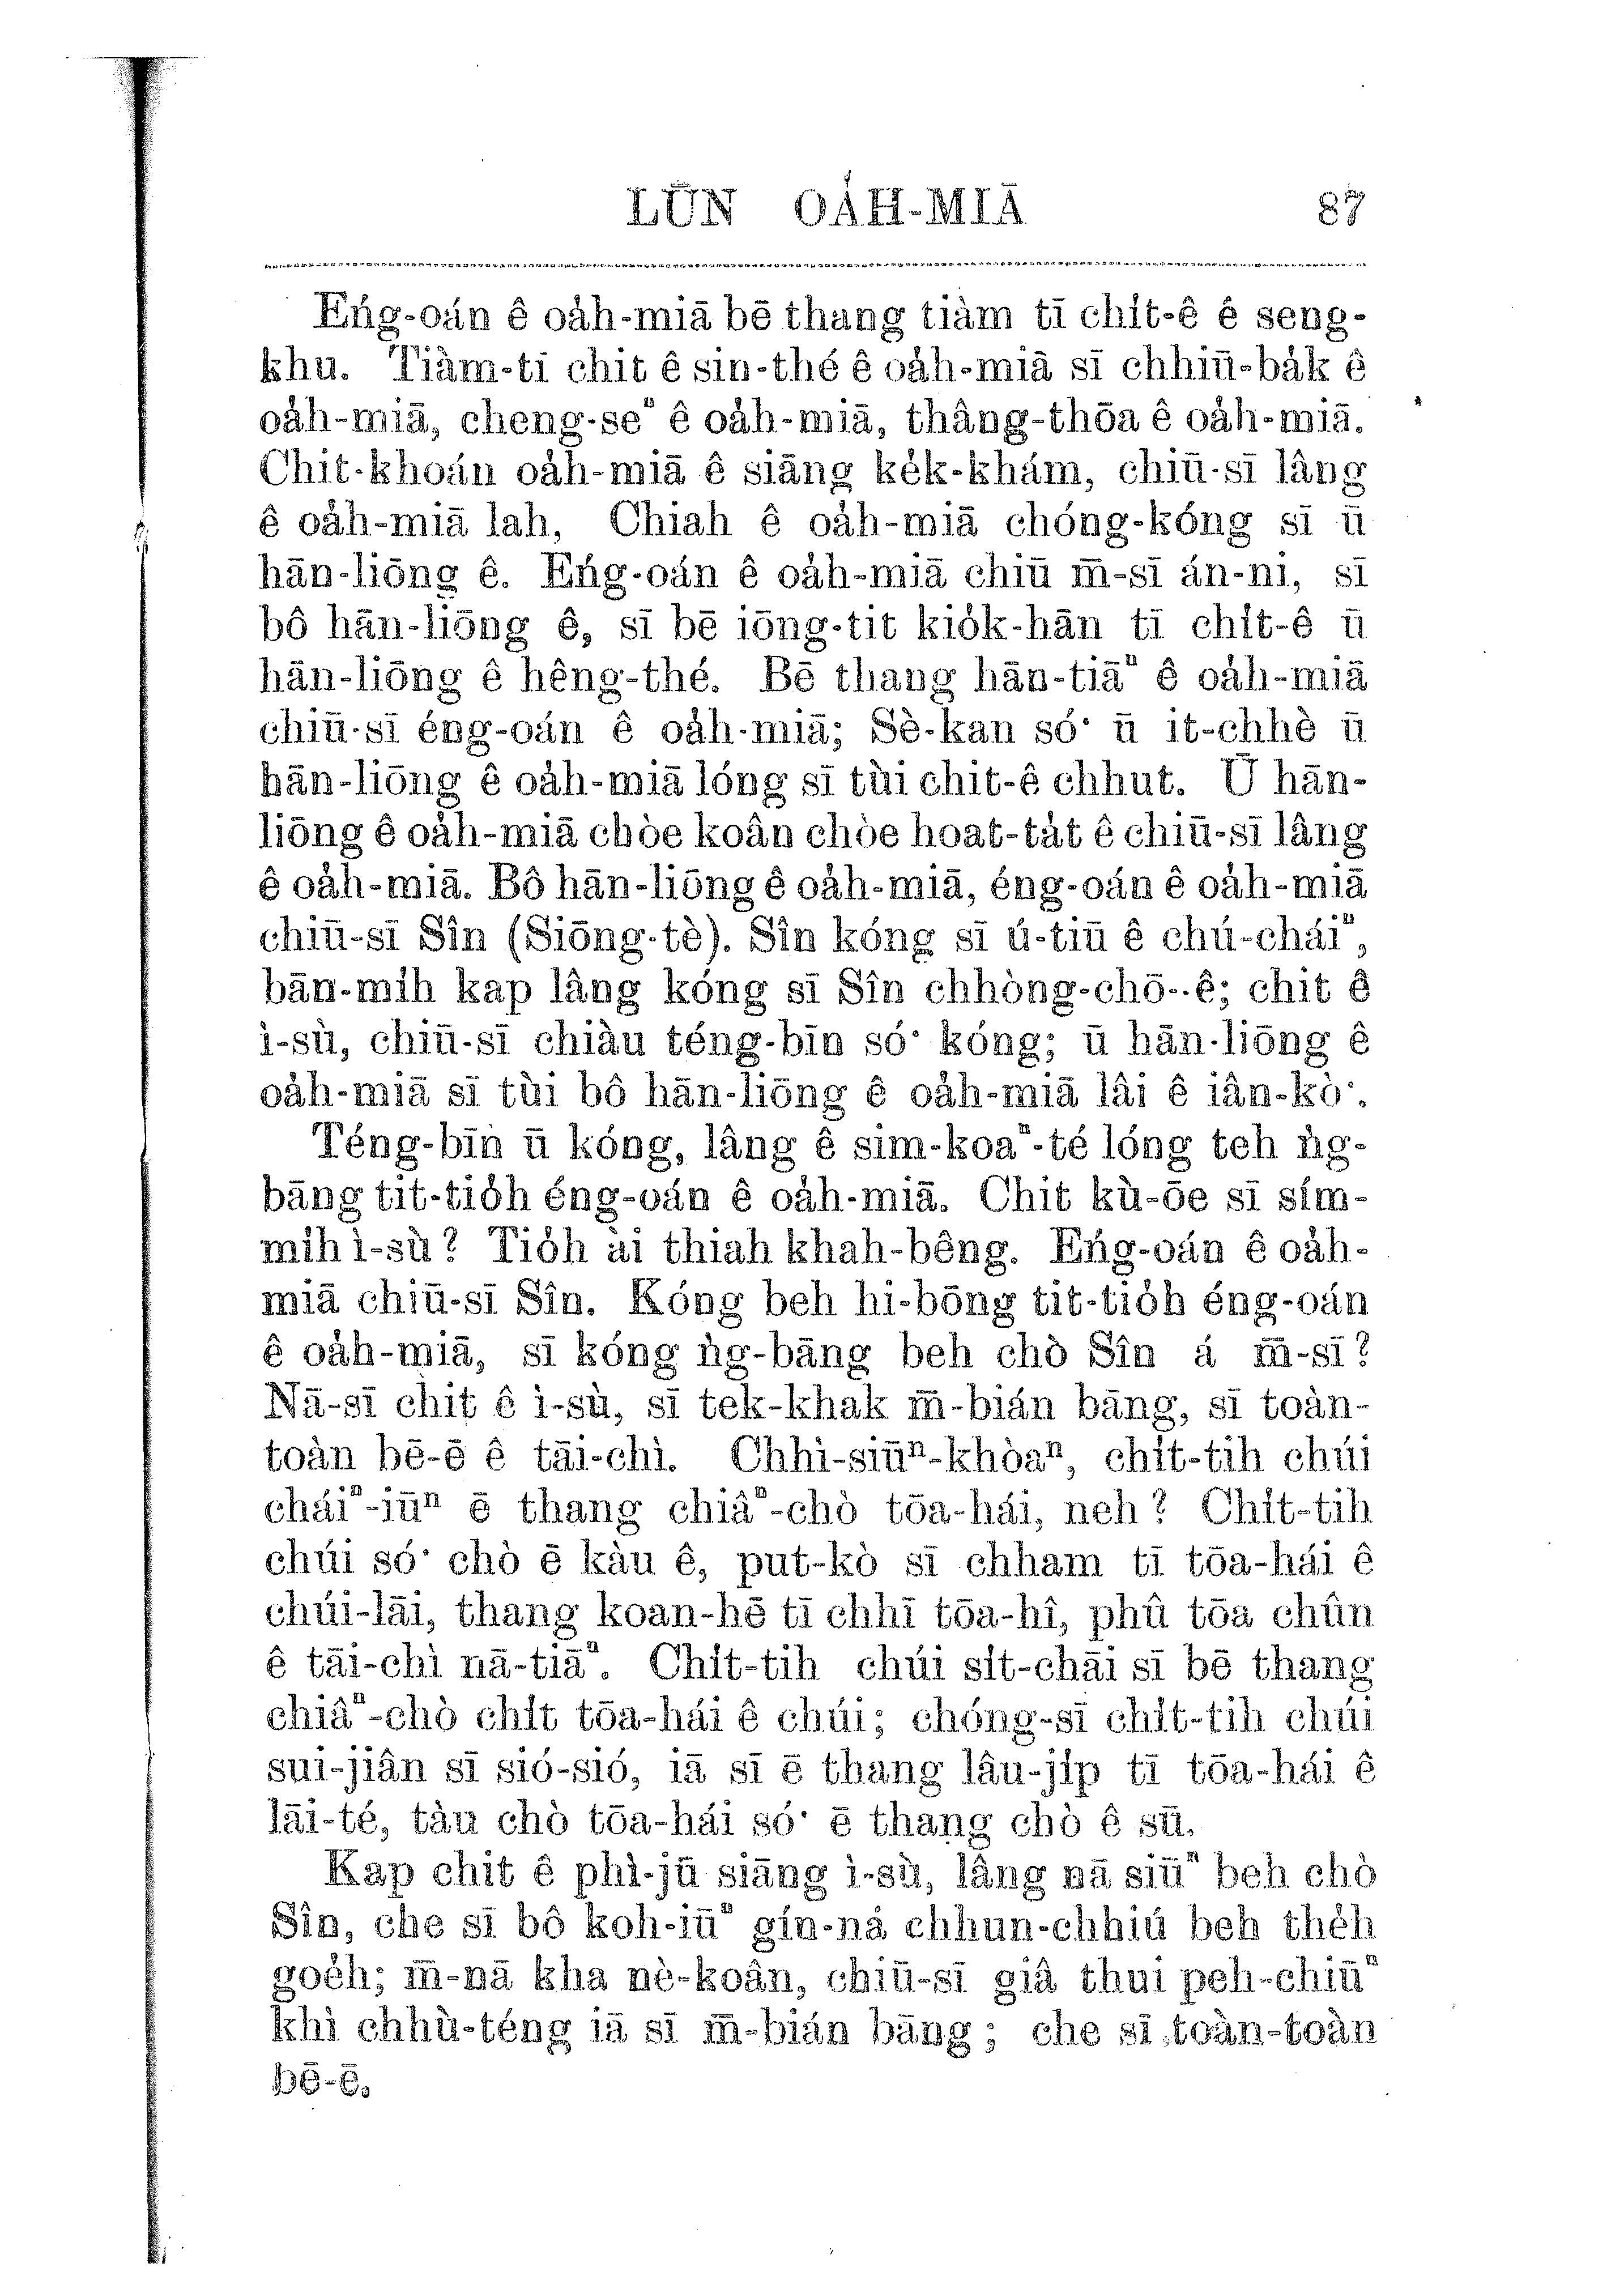 LŪN OA̍H-MIĀ 87
Eńg-oán ê oa̍h-miā bē thang tiàm tī chi̍t-ê ê seng-
khu. Tiàm-tī chit ê sin-thé ê oa̍h-miā sī chhiū-ba̍k ê
oa̍h-miā, cheng-seⁿ ê oa̍h-miā, thâng-thōa ê oa̍h-miā.
Chit-khoán oa̍h-miā ê siāng ke̍k-khám, chiū-sī lâng
ê oa̍h-miā lah, Chiah ê oa̍h-miā chóng-kóng sī ū
hān-liōng ê. Eńg-oán ê oa̍h-miā chiū m̄-sī án-ni, sī
bô hān-liōng ê, sī bē iōng-tit kio̍k-hān tī chi̍t-ê ū
hān-liōng ê hêng-thé. Bē thang hān-tiāⁿ ê oa̍h-miā
chiū-sī éng-oán ê oa̍h-miā; Sè-kan só͘ ū it-chhè ū
hān-liōng ê oa̍h-miā lóng sī tùi chit-ê chhut. Ū hān-
liōng ê oa̍h-miā chòe koân chòe hoat-ta̍t ê chiū-sī lâng
ê oa̍h-miā. Bô hān-liōng ê oa̍h-miā, éng-oán ê oa̍h-miā
chiū-sī Sîn (Siōng-tè). Sîn kóng sī ú-tiū ê chú-cháiⁿ,
bān-mi̍h kap lâng kóng sī Sîn chhòng-chō--ê; chit ê
ì-sù, chiū-sī chiàu téng-bīn só͘ kóng; ū hān-liōng ê
oa̍h-miā sī tùi bô hān-liōng ê oa̍h-miā lâi ê iân-kò͘.
Téng-bīn ū kóng, lâng ê sim-koaⁿ-té lóng teh ǹg-
bāng tit-tio̍h éng-oán ê oa̍h-miā. Chit kù-ōe sī sím-
mi̍h ì-sù? Tio̍h ài thiah khah-bêng. Eńg-oán ê oa̍h-
miā chiū-sī Sîn. Kóng beh hi-bōng tit-tio̍h éng-oán
ê oa̍h-miā, sī kóng ǹg-bāng beh chò Sîn á m̄-sī?
Nā-sī chit ê ì-sù, sī tek-khak m̄-bián bāng, sī toàn-
toàn bē-ē ê tāi-chì. Chhì-siūⁿ-khòaⁿ, chi̍t-tih chúi
cháiⁿ-iūⁿ ē thang chiâⁿ-chò tōa-hái, neh? Chi̍t-tih
chúi só͘ chò ē kàu ê, put-kò sī chham tī tōa-hái ê
chúi-lāi, thang koan-hē tī chhī tōa-hî, phû tōa chûn
ê tāi-chì nā-tiāⁿ. Chi̍t-tih chúi si̍t-chāi sī bē thang
chiâⁿ-chò chi̍t tōa-hái ê chúi; chóng-sī chi̍t-tih chúi
sui-jiân sī sió-sió, iā sī ē thang lâu-ji̍p tī tōa-hái ê
lāi-té, tàu chò tōa-hái só͘ ē thang chò ê sū.
Kap chit ê phì-jū siāng ì-sù, lâng nā siūⁿ beh chò
Sîn, che sī bô koh-iūⁿ gín-ná chhun-chhiú beh the̍h
goe̍h; m̄-nā kha nè-koân, chiū-sī giâ thui peh-chiūⁿ
khì chhù-téng iā sī m̄-bián bāng; che sī toàn-toàn
bē-ē.